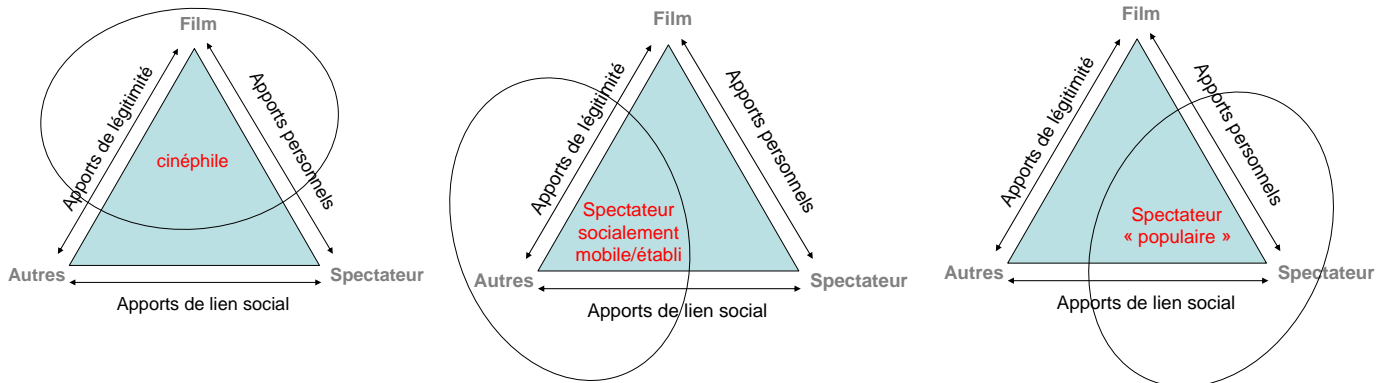 Film
Apports de légitimité
Apports personnels
cinéphile
Autres
Spectateur
Apports de lien social
Film
Apports de légitimité
Apports personnels
Spectateur
socialement
mobile/établi
Autres
Spectateur
Apports de lien social
Film
Apports de légitimité
Apports personnels
Spectateur
« populaire »
Autres
Spectateur
Apports de lien social